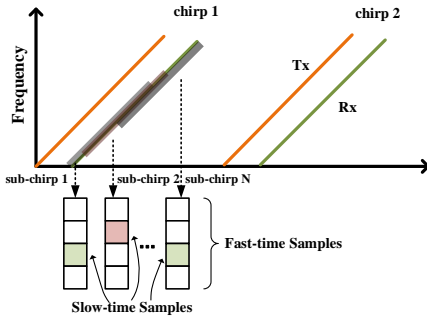 chirp 1
chirp 2
Frequency
Tx
Rx
sub-chirp 1
sub-chirp 2
sub-chirp N
Fast-time Samples
Slow-time Samples